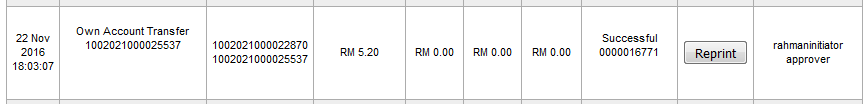 22 Nov
2016
18:03:07
Own Account Transfer
1002021000025537
1002021000022870
1002021000025537
RM 5.20
RM 0.00
RM 0.00
RM 0.00
Successful
0000016771
Reprint
rahmaninitiator
approver